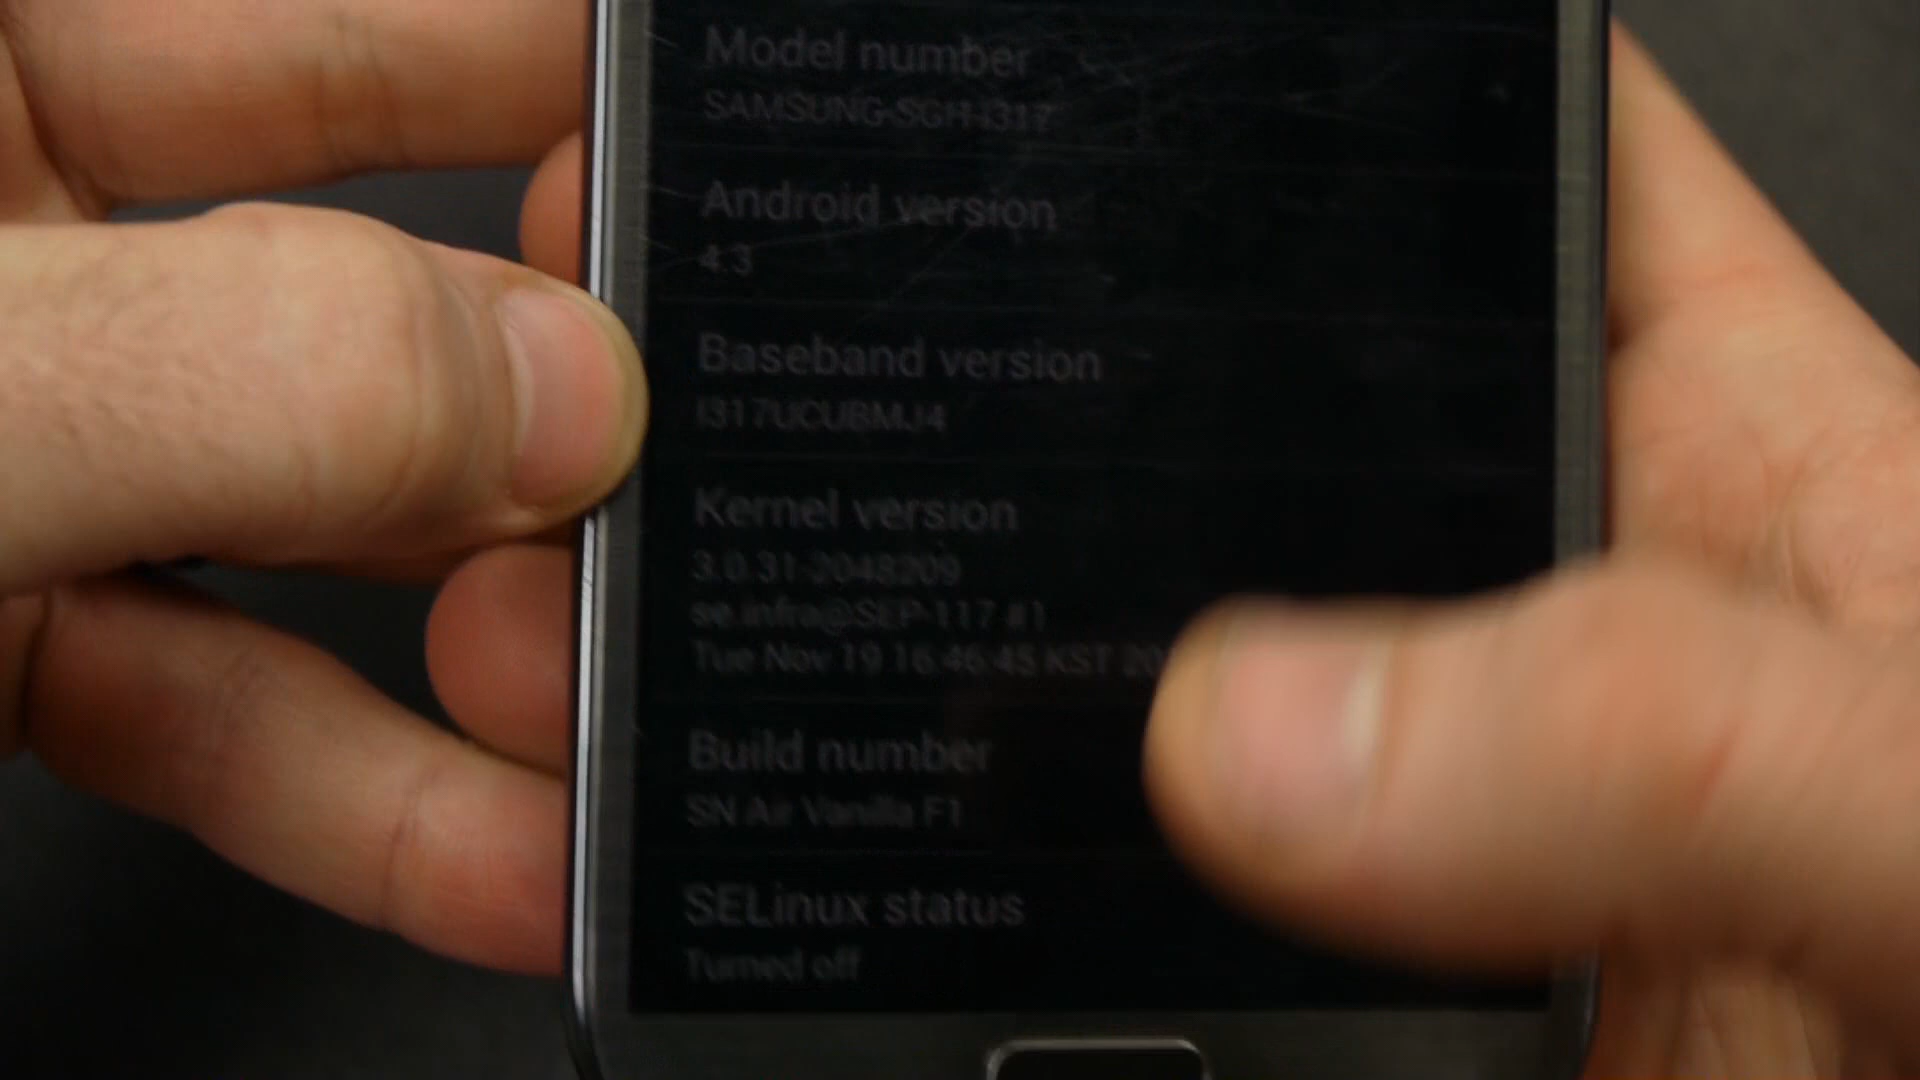 Model number
SAMSUNG-SGH-I317
Android version
4.3
Baseband version
I317UCUBMJ4
Kernel version
3.0.31-2048209
se.infra@SEP-117 #1
Tue Nov 19 16:46:45 KST 20
Build number
SN Air Vanilla F1
SELinux status
Turned off